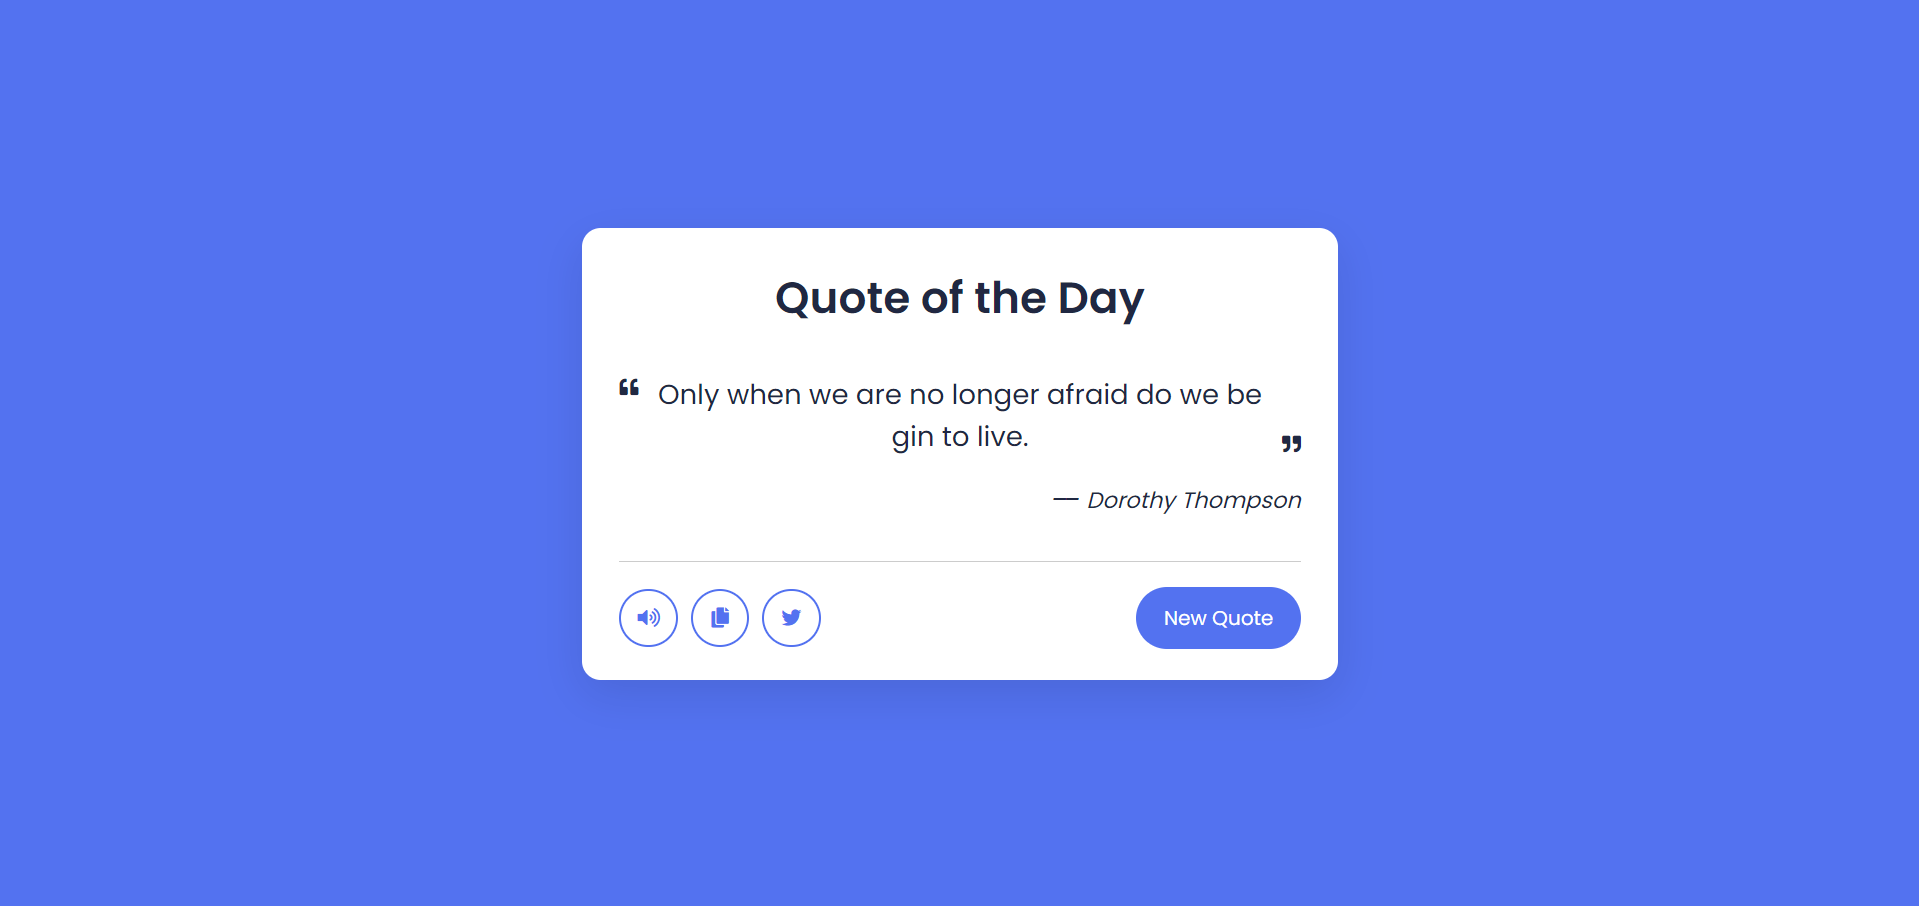 Quote of the Day
“ Only when we are no longer afraid do we be
gin to live. ”
— Dorothy Thompson
New Quote